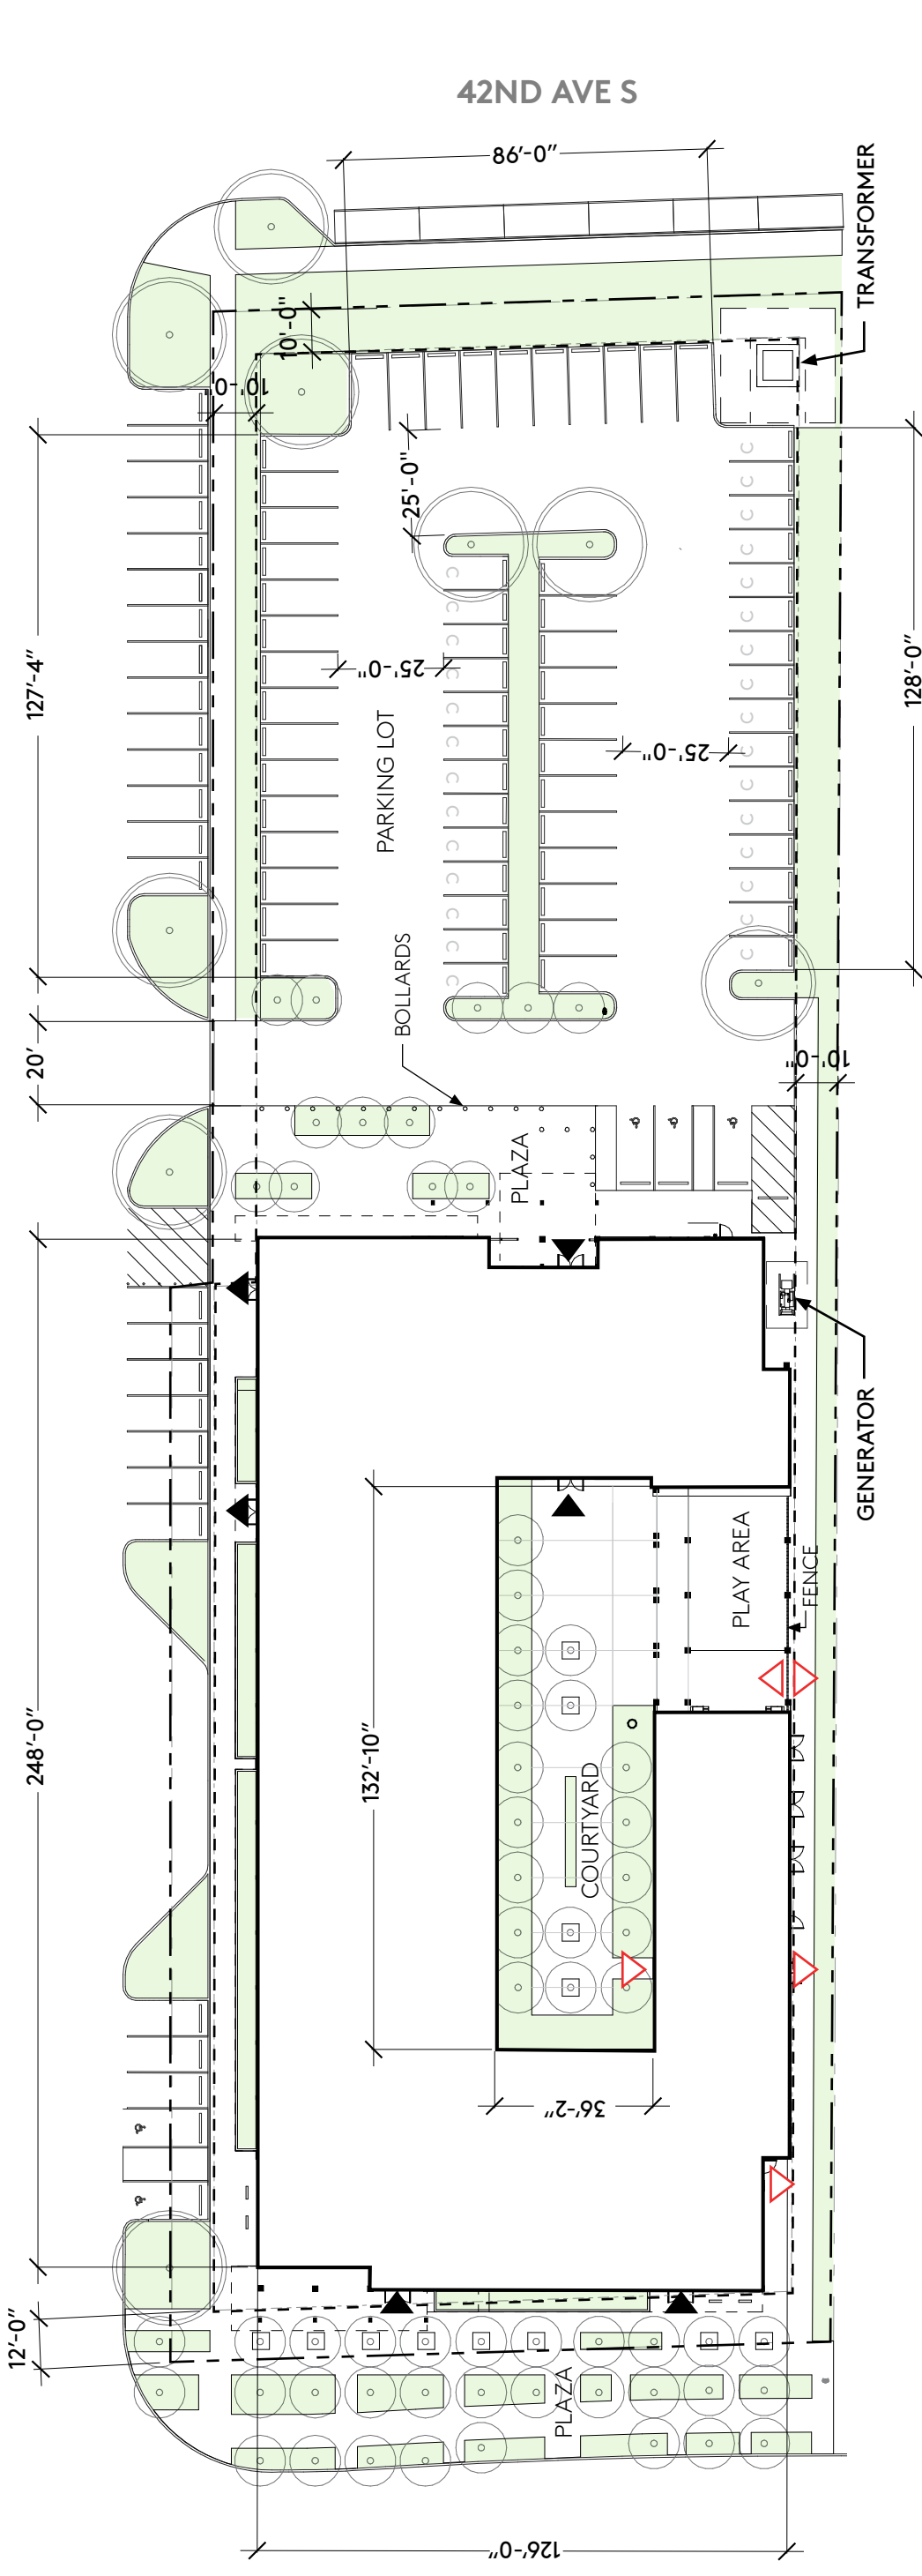 42ND AVE S
86'-0"
TRANSFORMER
10'-0"
10'-0
25'-0"
127'-4"
25'-0"
128'-0"
PARKING LOT
25'-0"
BOLLARDS
20'
10'-0"
PLAZA
GENERATOR
PLAY AREA
FENCE
248'-0"
132'-10"
COURTYARD
36'-2"
12'-0"
PLAZA
126'-0"